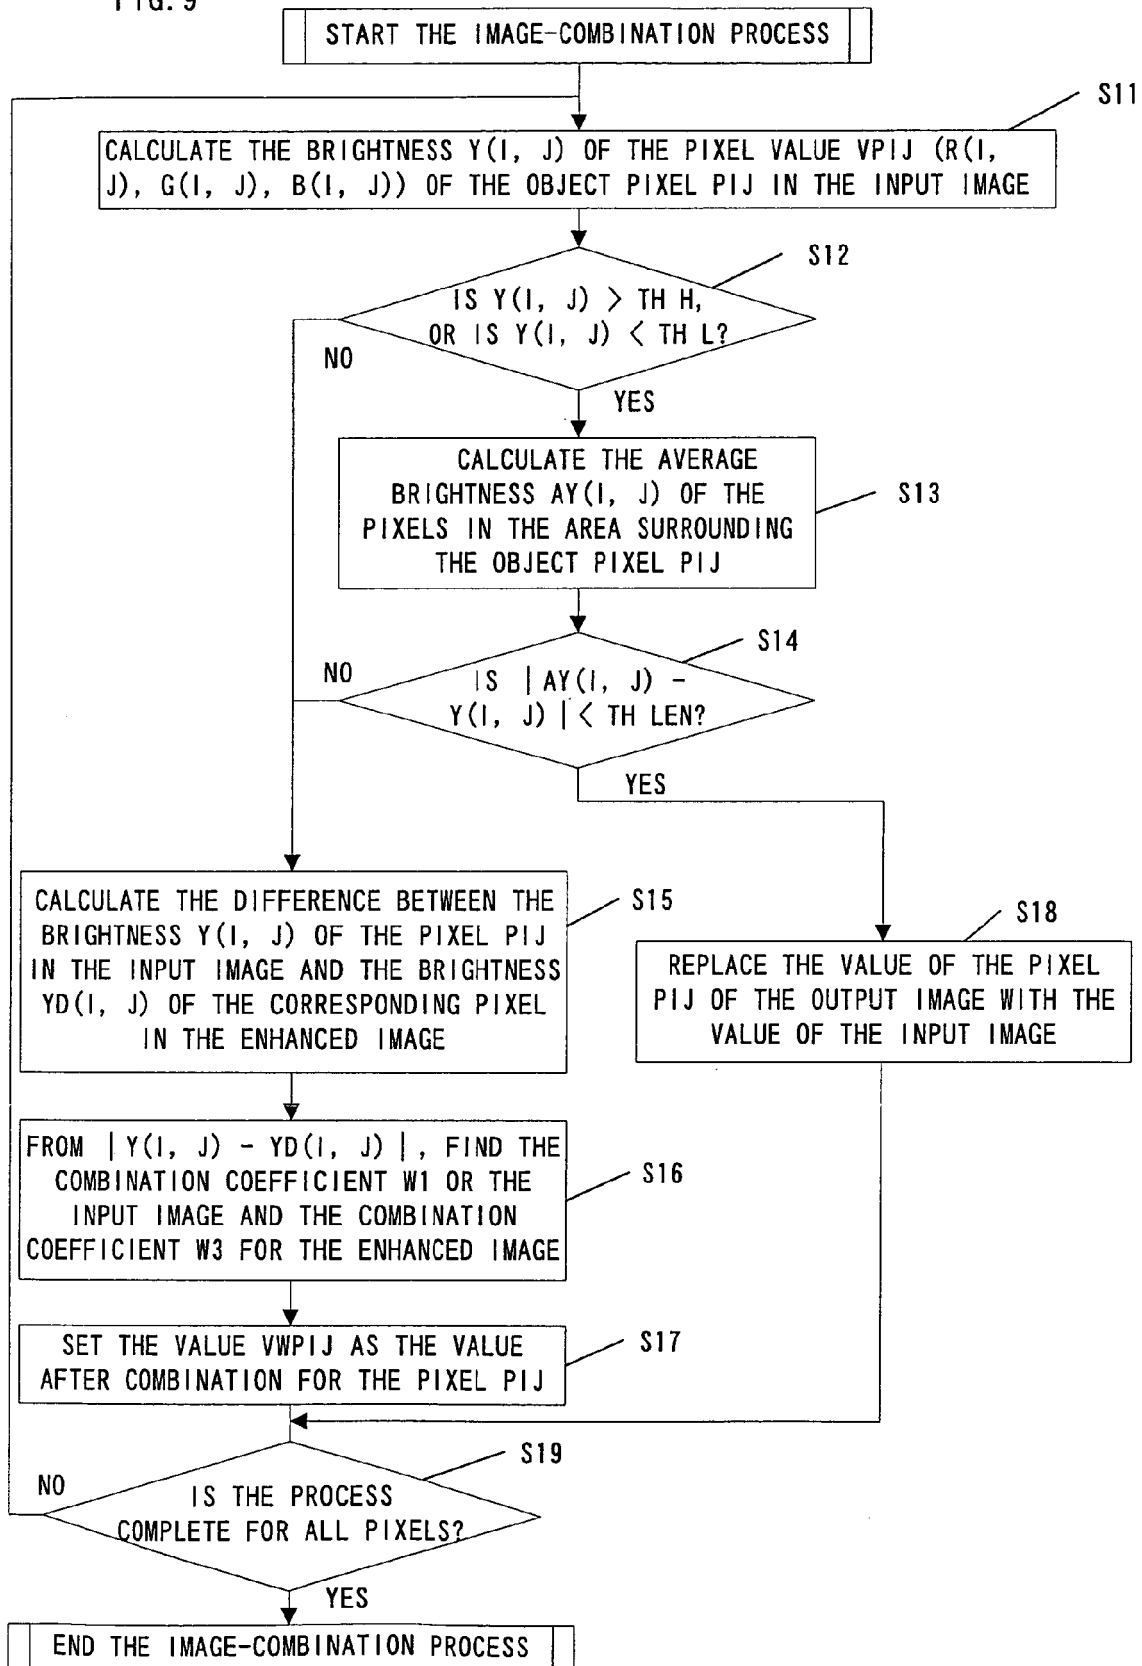 FIG. 9
START THE IMAGE-COMBINATION PROCESS
S11
CALCULATE THE BRIGHTNESS Y(I, J) OF THE PIXEL VALUE VPIJ (R(I,
J), G(I, J), B(I, J)) OF THE OBJECT PIXEL PIJ IN THE INPUT IMAGE
S12
IS Y(I, J) > TH H,
OR IS Y(I, J) < TH L?
NO
YES
CALCULATE THE AVERAGE
BRIGHTNESS AY(I, J) OF THE
PIXELS IN THE AREA SURROUNDING
THE OBJECT PIXEL PIJ
S13
S14
NO
IS |AY(I, J) -
Y(I, J)| < TH LEN?
YES
CALCULATE THE DIFFERENCE BETWEEN THE
BRIGHTNESS Y(I, J) OF THE PIXEL PIJ
IN THE INPUT IMAGE AND THE BRIGHTNESS
YD(I, J) OF THE CORRESPONDING PIXEL
IN THE ENHANCED IMAGE
S15
S18
REPLACE THE VALUE OF THE PIXEL
PIJ OF THE OUTPUT IMAGE WITH THE
VALUE OF THE INPUT IMAGE
FROM |Y(I, J) - YD(I, J)|, FIND THE
COMBINATION COEFFICIENT W1 OR THE
INPUT IMAGE AND THE COMBINATION
COEFFICIENT W3 FOR THE ENHANCED IMAGE
S16
SET THE VALUE VWPIJ AS THE VALUE
AFTER COMBINATION FOR THE PIXEL PIJ
S17
S19
NO
IS THE PROCESS
COMPLETE FOR ALL PIXELS?
YES
END THE IMAGE-COMBINATION PROCESS